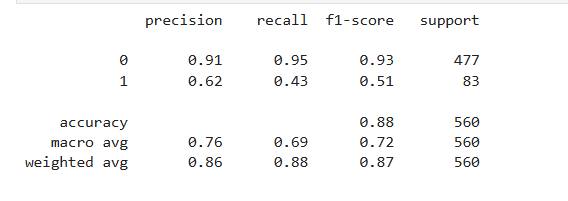 precision recall f1-score support
0 0.91 0.95 0.93 477
1 0.62 0.43 0.51 83
accuracy 0.88 560
macro avg 0.76 0.69 0.72 560
weighted avg 0.86 0.88 0.87 560